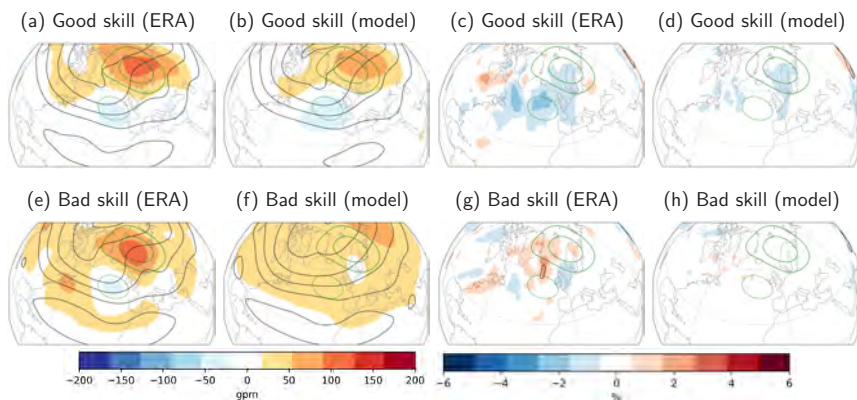 (a) Good skill (ERA) (b) Good skill (model) (c) Good skill (ERA) (d) Good skill (model)
(e) Bad skill (ERA) (f) Bad skill (model) (g) Bad skill (ERA) (h) Bad skill (model)
−200 −150 −100 −50 0 50 100 150 200
gpm
−6 −4 −2 0 2 4 6
%